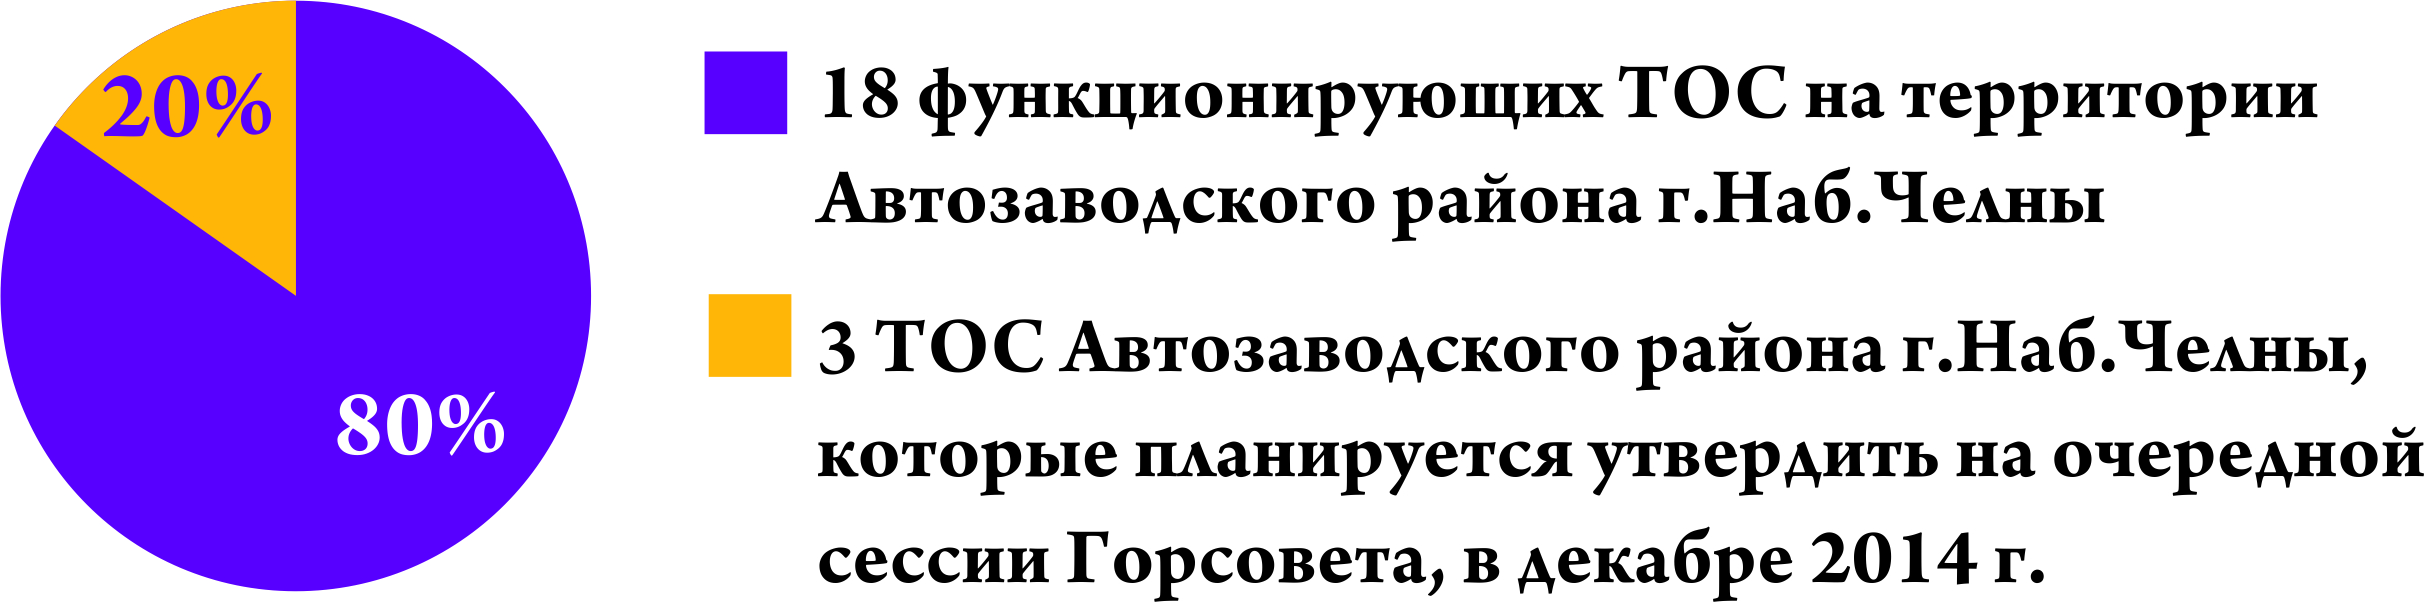 20%
80%
18 функционирующих ТОС на территории
Автозаводского района г.Наб.Челны
3 ТОС Автозаводского района г.Наб.Челны,
которые планируется утвердить на очередной
сессии Горсовета, в декабре 2014 г.